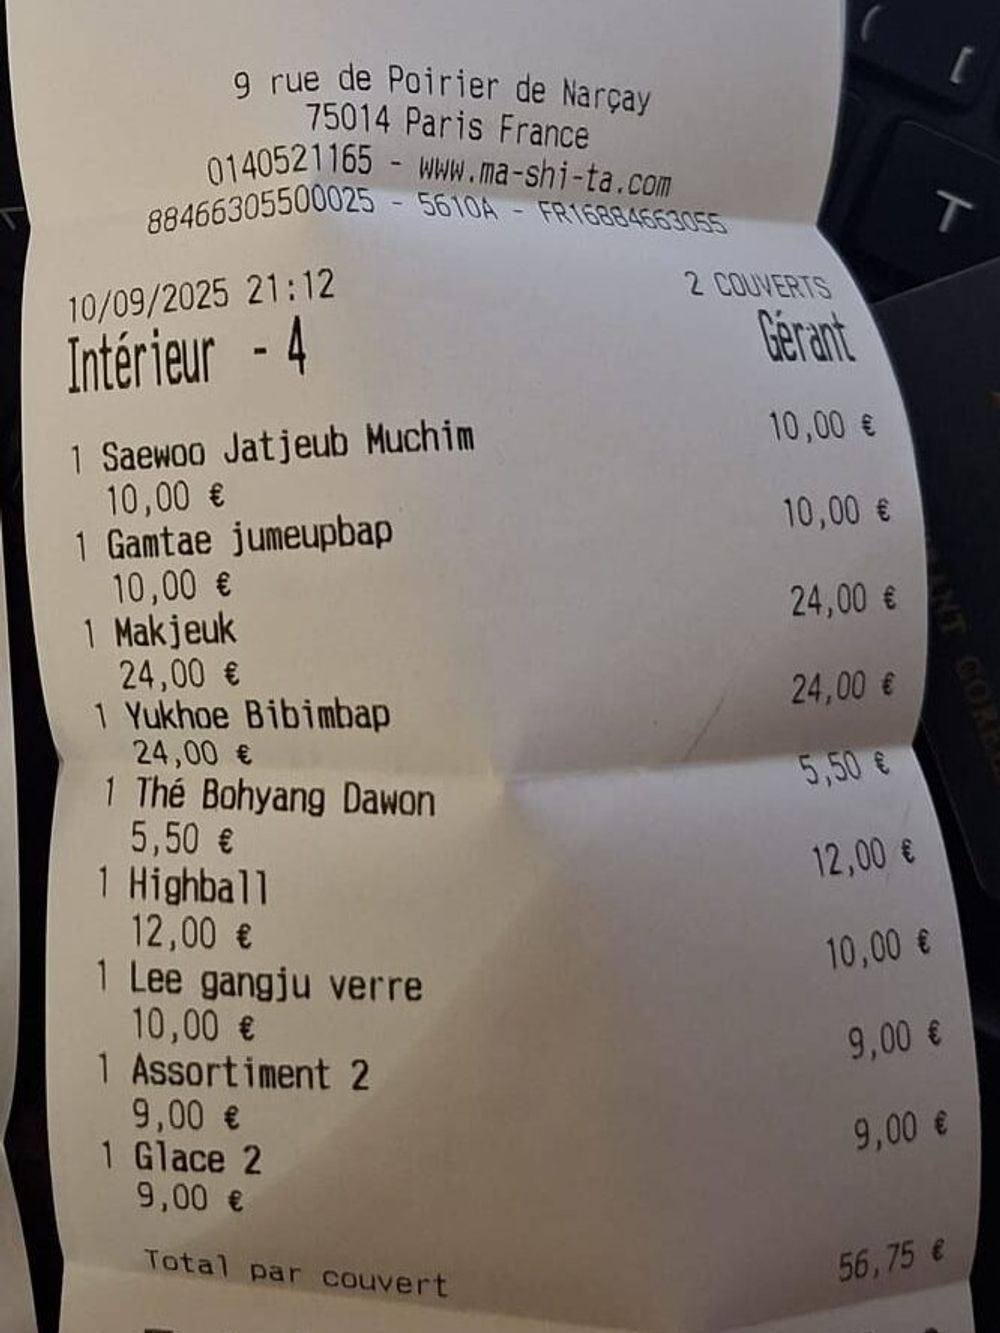 9 rue de Poirier de Narçay
75014 Paris France
0140521165 - www.ma-shi-ta.com
88466305500025 - 5610A - FR16884663055
10/09/2025 21:12 2 COUVERTS
Intérieur - 4 Gérant
1 Saewoo Jatjeub Muchim 10,00 €
10,00 €
1 Gamtae jumeupbap 10,00 €
10,00 €
1 Makjeuk 24,00 €
24,00 €
1 Yukhoe Bibimbap 24,00 €
24,00 €
1 Thé Bohyang Dawon 5,50 €
5,50 €
1 Highball 12,00 €
12,00 €
1 Lee gangju verre 10,00 €
10,00 €
1 Assortiment 2 9,00 €
9,00 €
1 Glace 2 9,00 €
9,00 €
Total par couvert 56,75 €
T